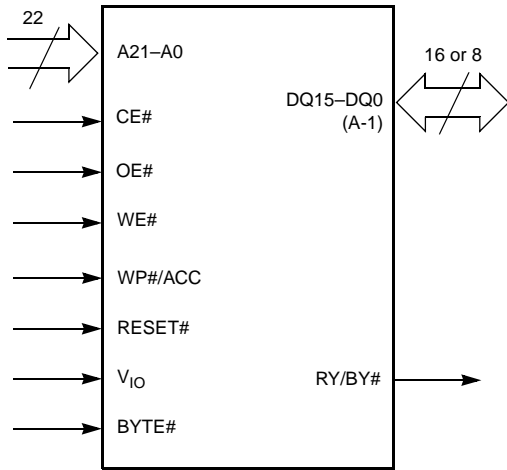 22
A21–A0
16 or 8
DQ15–DQ0
(A-1)
CE#
OE#
WE#
WP#/ACC
RESET#
VIO
RY/BY#
BYTE#